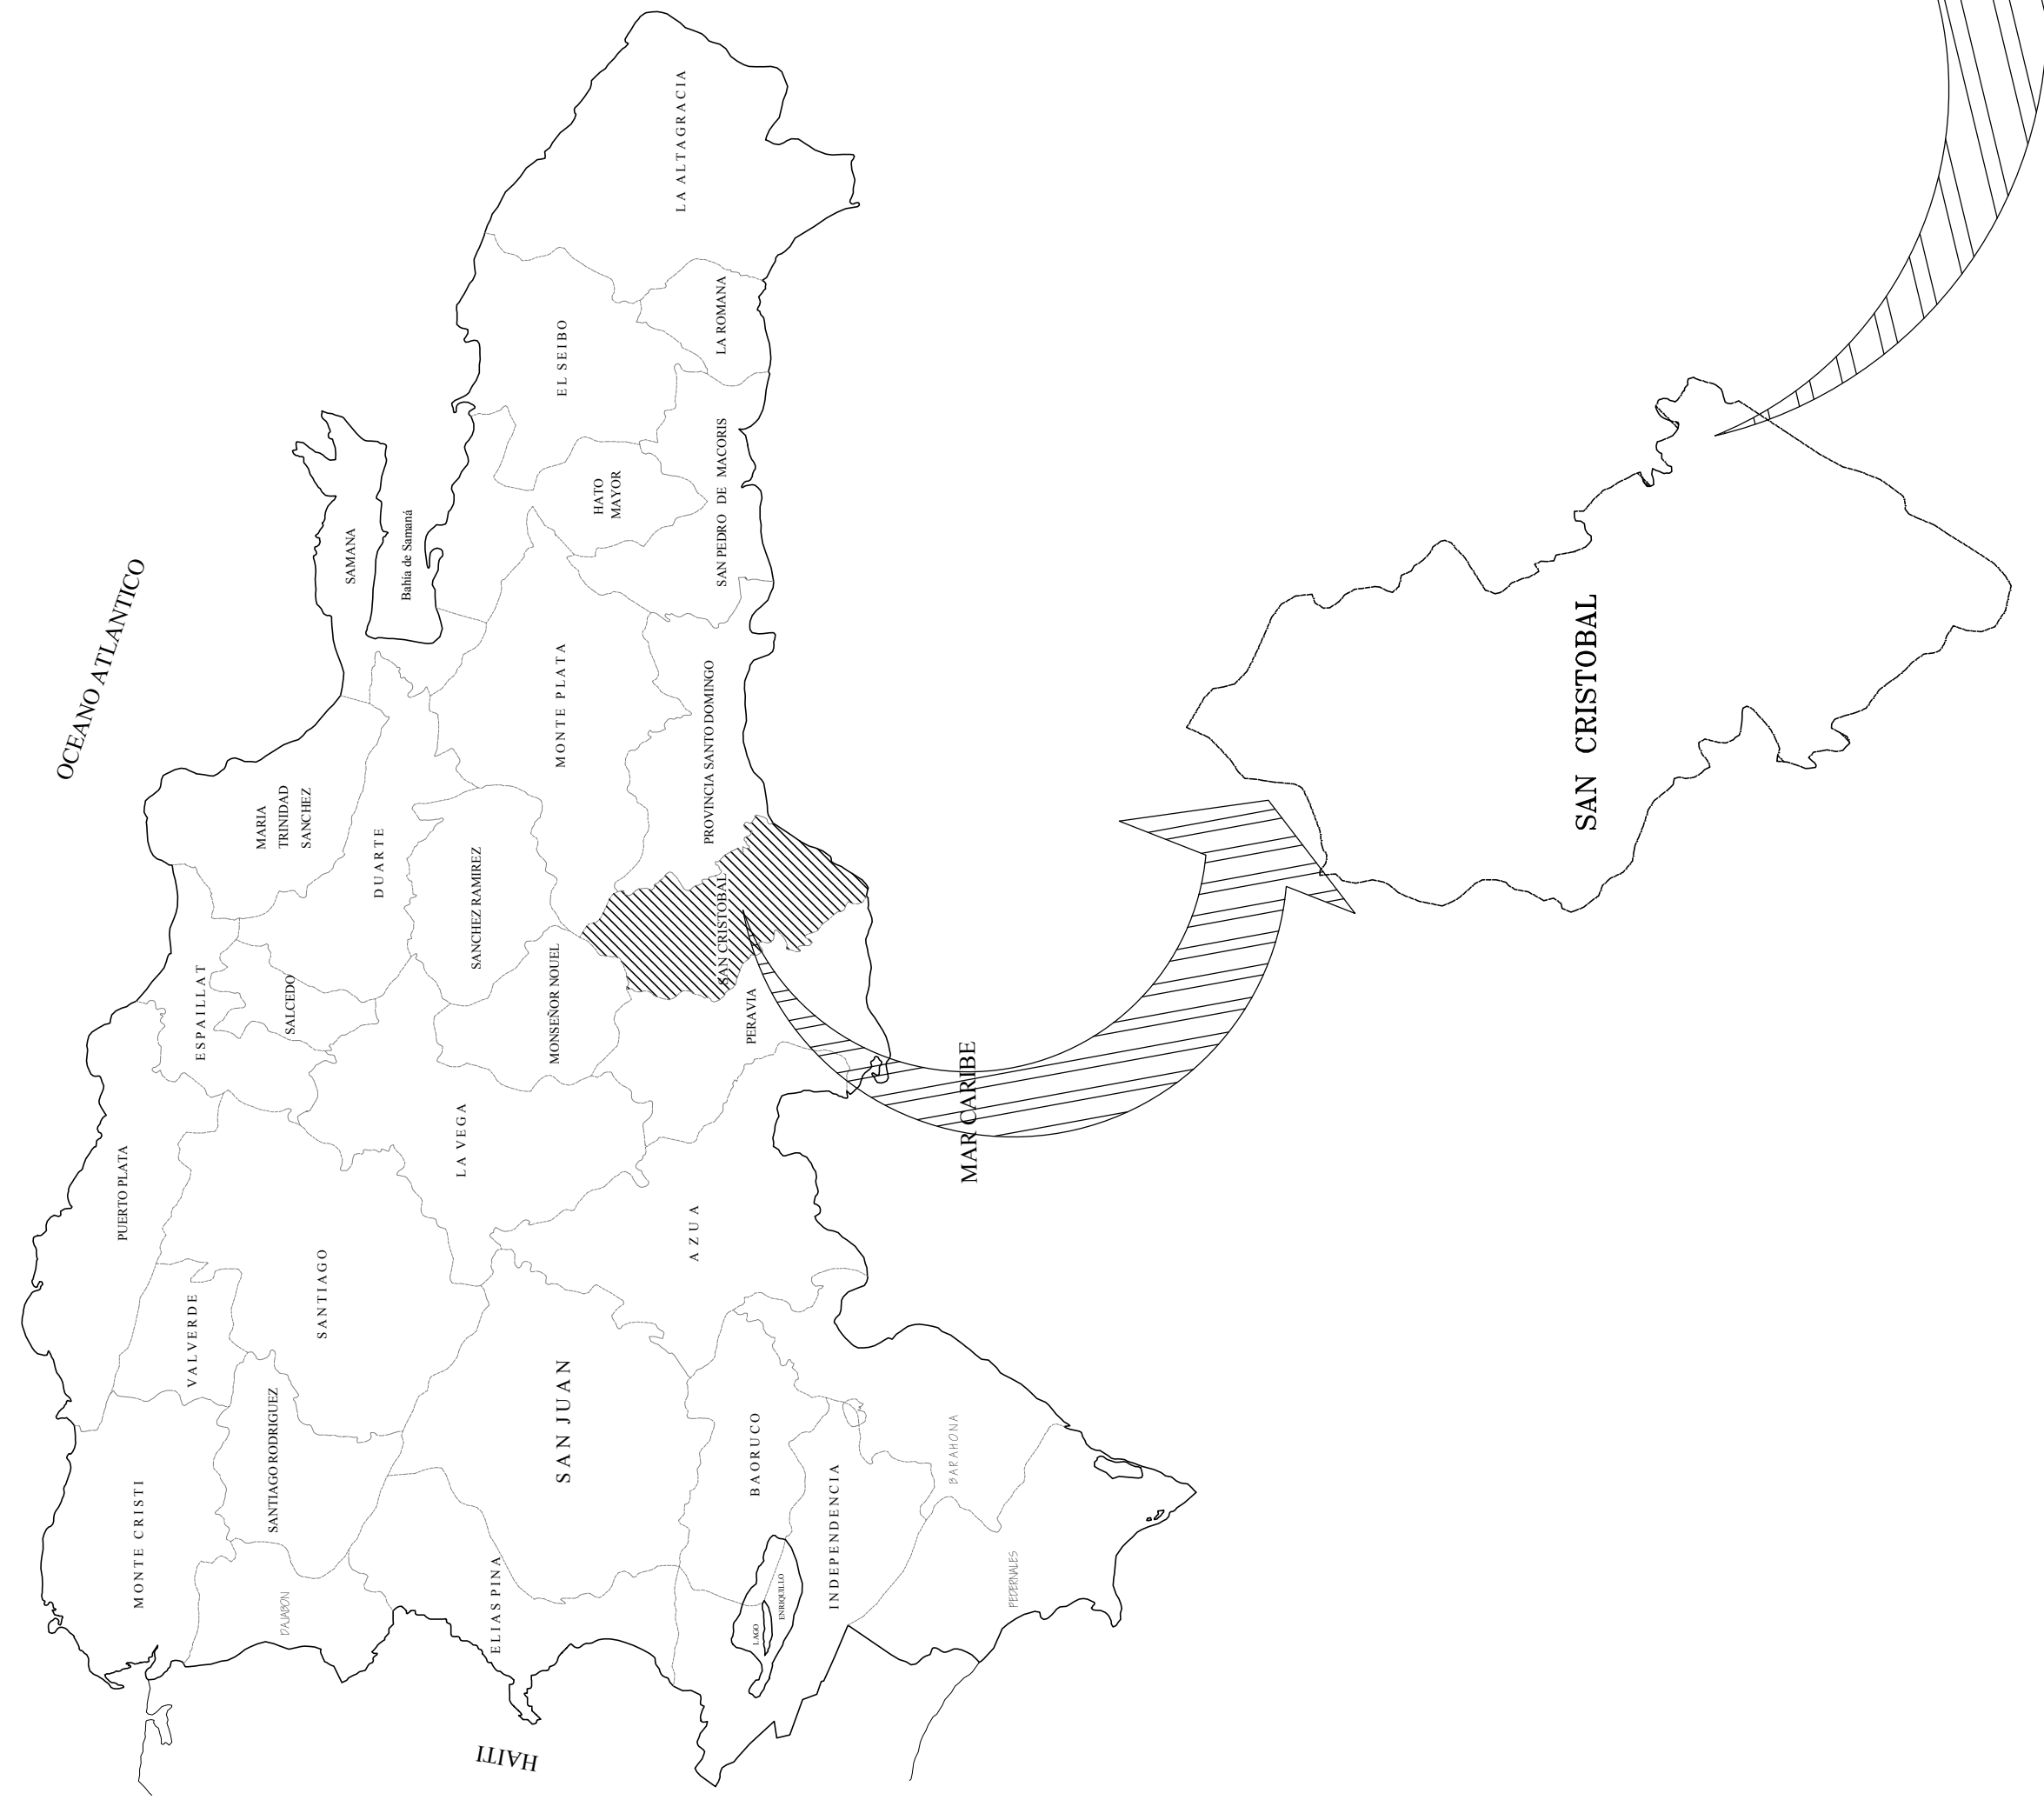 OCEANO ATLANTICO
PUERTO PLATA
MONTE CRISTI
VALVERDE
ESPAILLAT
MARIA
TRINIDAD
SANCHEZ
SALCEDO
SANTIAGO RODRIGUEZ
DAJABON
SANTIAGO
SAMANA
Bahía de Samaná
DUARTE
LA VEGA
SANCHEZ RAMIREZ
ELIAS PINA
HAITI
SAN JUAN
MONSEÑOR NOUEL
MONTE PLATA
EL SEIBO
HATO
MAYOR
LA ALTAGRACIA
LA ROMANA
SAN PEDRO DE MACORIS
PROVINCIA SANTO DOMINGO
SAN CRISTOBAL
PERAVIA
AZUA
BAORUCO
LAGO
ENRIQUILLO
INDEPENDENCIA
BARAHONA
PEDERNALES
MAR CARIBE
SAN CRISTOBAL